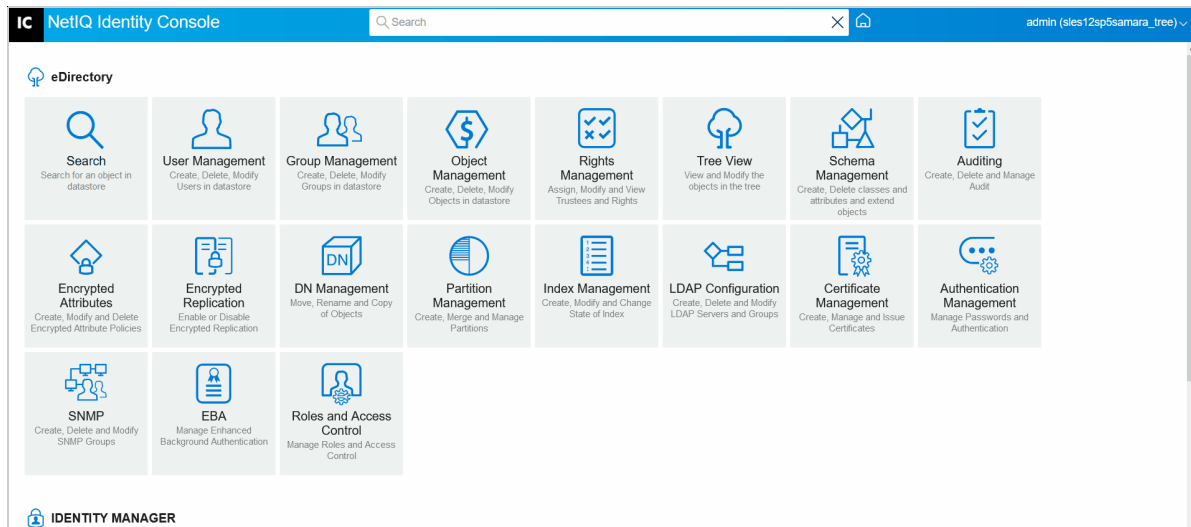 IC NetIQ Identity Console Search admin (sles12sp5samara_tree)
eDirectory
Search
Search for an object in
datastore
User Management
Create, Delete, Modify
Users in datastore
Group Management
Create, Delete, Modify
Groups in datastore
$
Object
Management
Create, Delete, Modify
Objects in datastore
Rights
Management
Assign, Modify and View
Trustees and Rights
Tree View
View and Modify the
objects in the tree
Schema
Management
Create, Delete classes and
attributes and extend
objects
Auditing
Create, Delete and Manage
Audit
Encrypted
Attributes
Create, Modify and Delete
Encrypted Attribute Policies
Encrypted
Replication
Enable or Disable
Encrypted Replication
DN
DN Management
Move, Rename and Copy
of Objects
Partition
Management
Create, Merge and Manage
Partitions
Index Management
Create, Modify and Change
State of Index
LDAP Configuration
Create, Delete and Modify
LDAP Servers and Groups
Certificate
Management
Create, Manage and Issue
Certificates
Authentication
Management
Manage Passwords and
Authentication
SNMP
Create, Delete and Modify
SNMP Groups
EBA
Manage Enhanced
Background Authentication
Roles and Access
Control
Manage Roles and Access
Control
IDENTITY MANAGER